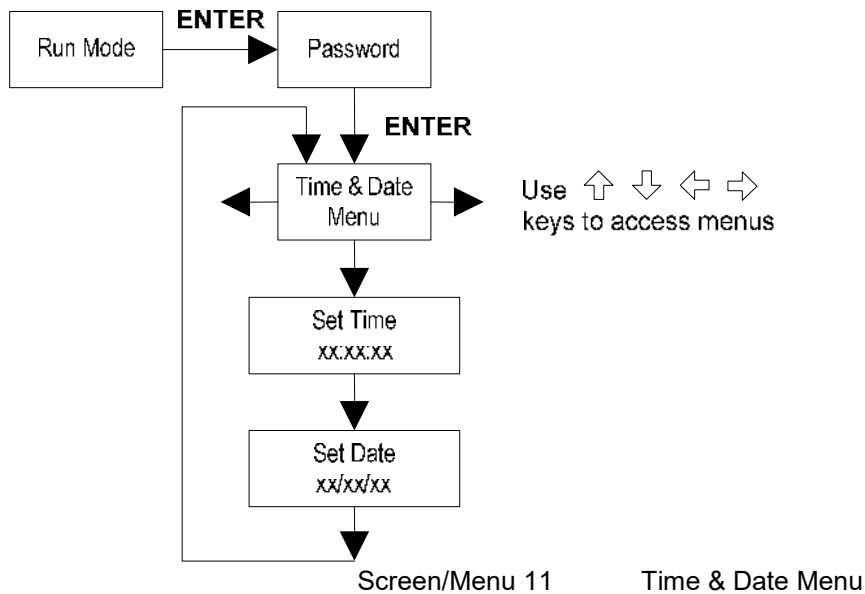 ENTER
Run Mode
Password
ENTER
Time & Date
Menu
Use
keys to access menus
Set Time
xx:xx:xx
Set Date
xx/xx/xx
Screen/Menu 11 Time & Date Menu